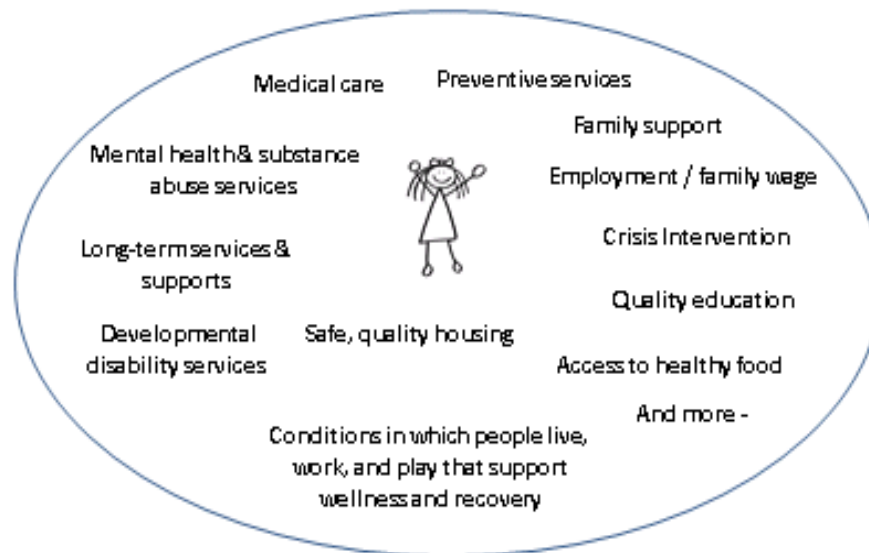 Medical care
Preventive services
Family support
Mental health & substance
abuse services
Employment / family wage
Long-term services &
supports
Crisis Intervention
Quality education
Developmental
disability services
Safe, quality housing
Access to healthy food
And more -
Conditions in which people live,
work, and play that support
wellness and recovery